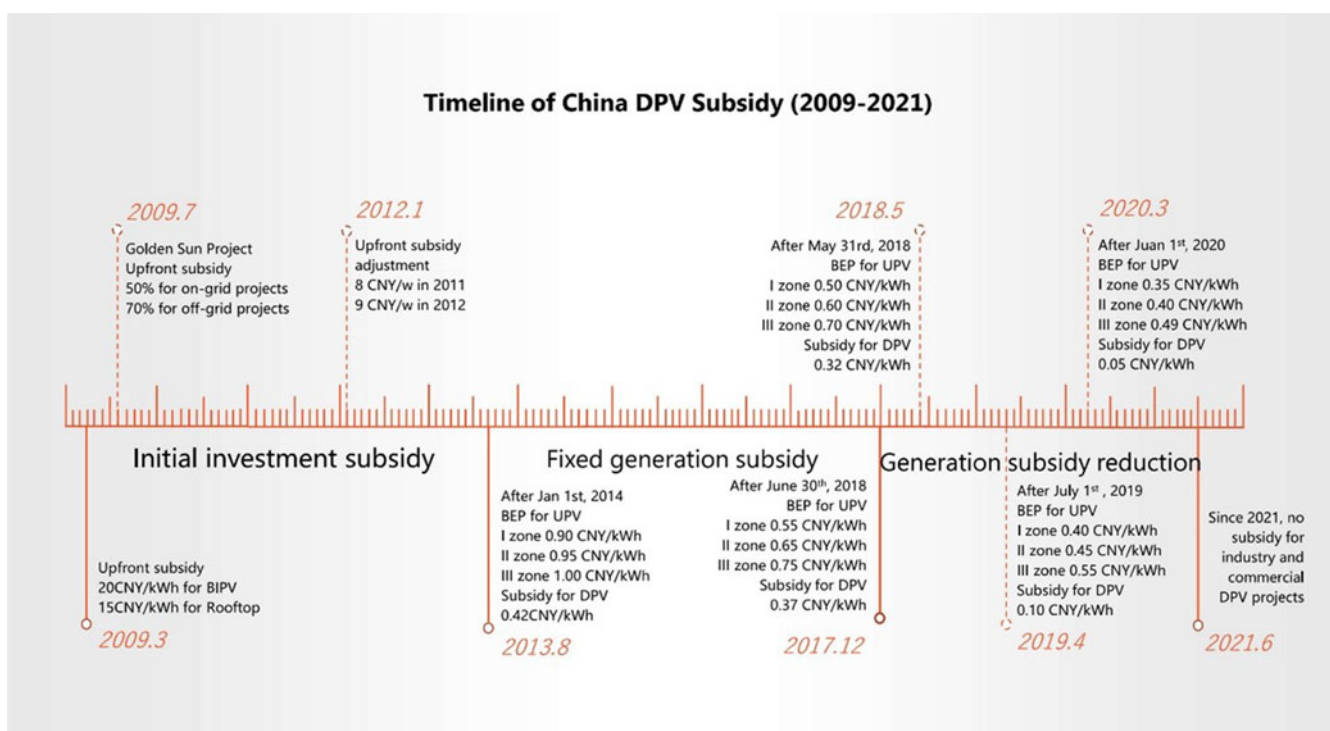 Timeline of China DPV Subsidy (2009-2021)
2009.7
Golden Sun Project
Upfront subsidy
50% for on-grid projects
70% for off-grid projects
2012.1
Upfront subsidy
adjustment
8 CNY/w in 2011
9 CNY/w in 2012
2018.5
After May 31rd, 2018
BEP for UPV
I zone 0.50 CNY/kWh
II zone 0.60 CNY/kWh
III zone 0.70 CNY/kWh
Subsidy for DPV
0.32 CNY/kWh
2020.3
After Juan 1st, 2020
BEP for UPV
I zone 0.35 CNY/kWh
II zone 0.40 CNY/kWh
III zone 0.49 CNY/kWh
Subsidy for DPV
0.05 CNY/kWh
Initial investment subsidy
Fixed generation subsidy
Generation subsidy reduction
Upfront subsidy
20CNY/kWh for BIPV
15CNY/kWh for Rooftop
2009.3
After Jan 1st, 2014
BEP for UPV
I zone 0.90 CNY/kWh
II zone 0.95 CNY/kWh
III zone 1.00 CNY/kWh
Subsidy for DPV
0.42CNY/kWh
2013.8
After June 30th, 2018
BEP for UPV
I zone 0.55 CNY/kWh
II zone 0.65 CNY/kWh
III zone 0.75 CNY/kWh
Subsidy for DPV
0.37 CNY/kWh
2017.12
After July 1st , 2019
BEP for UPV
I zone 0.40 CNY/kWh
II zone 0.45 CNY/kWh
III zone 0.55 CNY/kWh
Subsidy for DPV
0.10 CNY/kWh
2019.4
Since 2021, no
subsidy for
industry and
commercial
DPV projects
2021.6